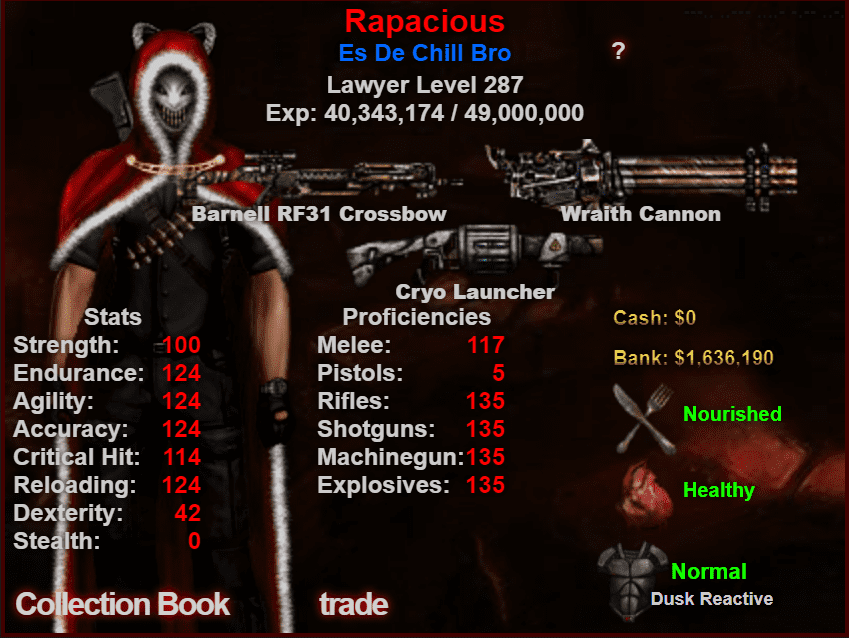 Rapacious
Es De Chill Bro
?
Lawyer Level 287
Exp: 40,343,174 / 49,000,000
Barnell RF31 Crossbow
Wraith Cannon
Cryo Launcher
Stats
Strength: 100
Endurance: 124
Agility: 124
Accuracy: 124
Critical Hit: 114
Reloading: 124
Dexterity: 42
Stealth: 0
Proficiencies
Melee: 117
Pistols: 5
Rifles: 135
Shotguns: 135
Machinegun: 135
Explosives: 135
Cash: $0
Bank: $1,636,190
Nourished
Healthy
Normal
Dusk Reactive
Collection Book
trade